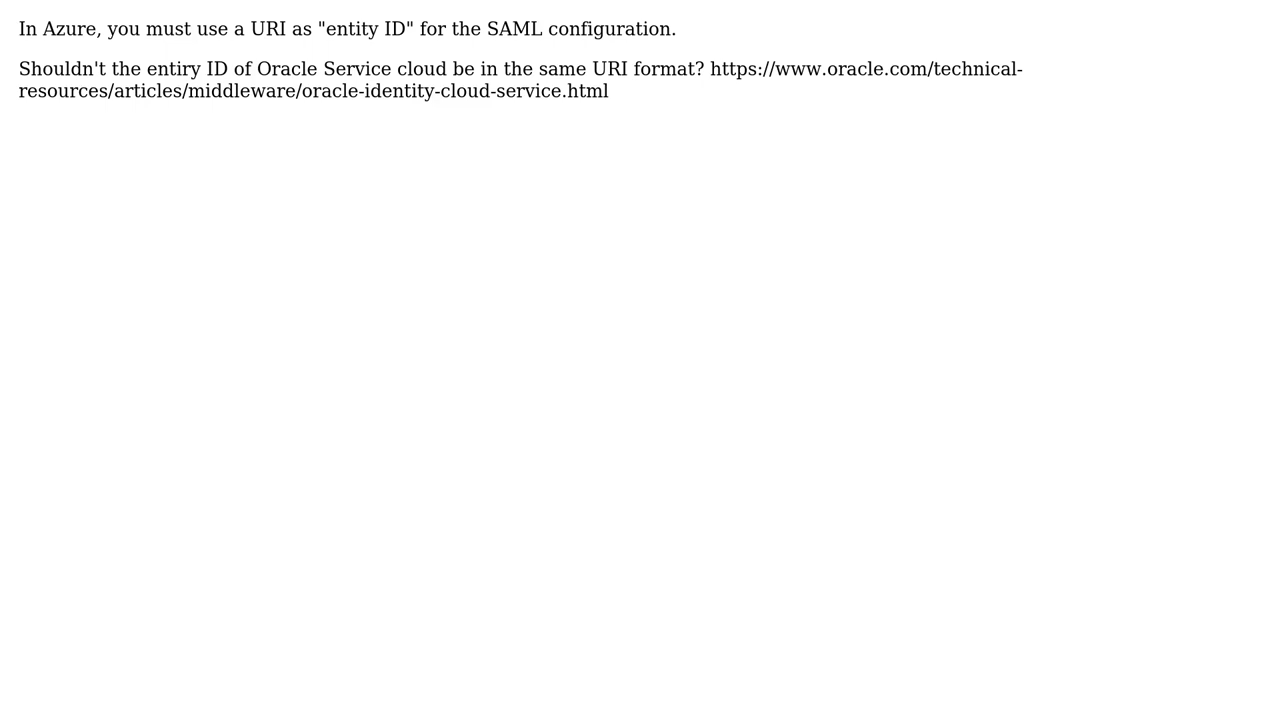 In Azure, you must use a URI as "entity ID" for the SAML configuration.
Shouldn't the entiry ID of Oracle Service cloud be in the same URI format? https://www.oracle.com/technical-
resources/articles/middleware/oracle-identity-cloud-service.html